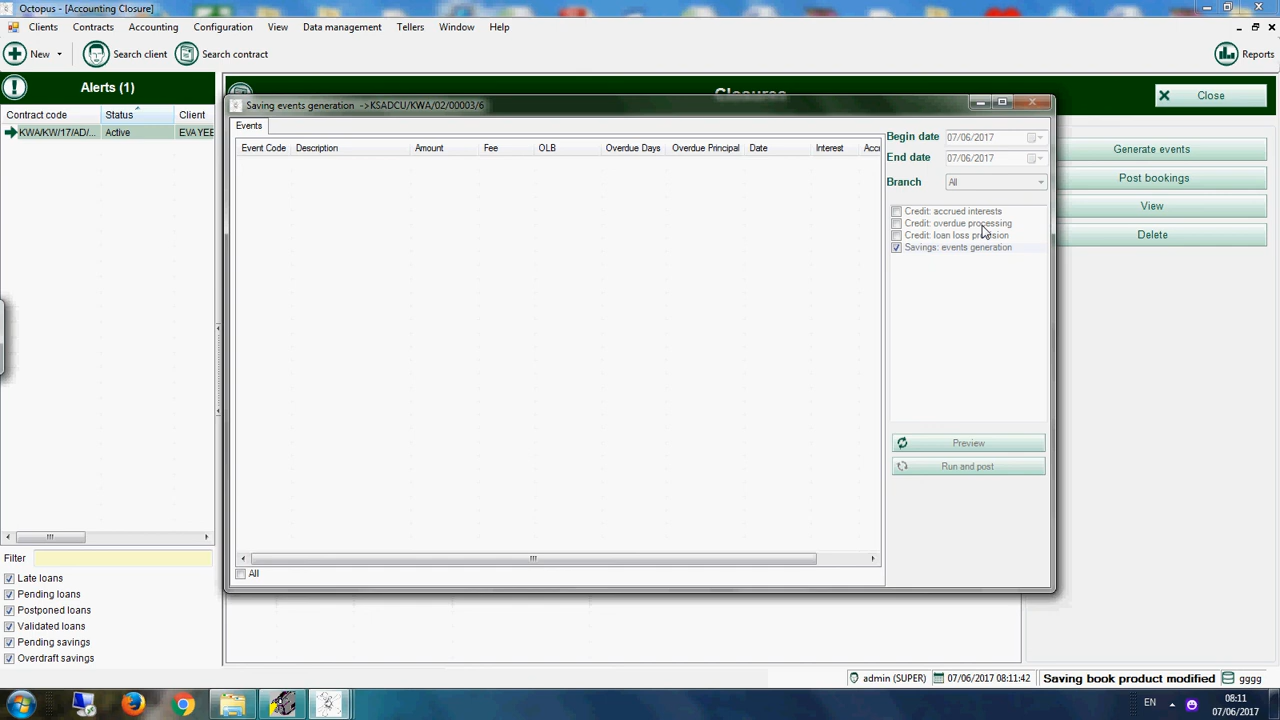 Octopus - [Accounting Closure]
Clients Contracts Accounting Configuration View Data management Tellers Window Help
New Search client Search contract Reports
Alerts (1)
Closures
Close
Contract code Status Client
KWA/KW/17/AD/... Active EVA YEE
Saving events generation ->KSADCU/KWA/02/00003/6
Events
Event Code Description Amount Fee OLB Overdue Days Overdue Principal Date Interest Accr
Begin date 07/06/2017
End date 07/06/2017
Branch All
Credit: accrued interests
Credit: overdue processing
Credit: loan loss provision
Savings: events generation
Preview
Run and post
All
Generate events
Post bookings
View
Delete
Filter
Late loans
Pending loans
Postponed loans
Validated loans
Pending savings
Overdraft savings
admin (SUPER) 07/06/2017 08:11:42 Saving book product modified gggg
EN 08:11
07/06/2017